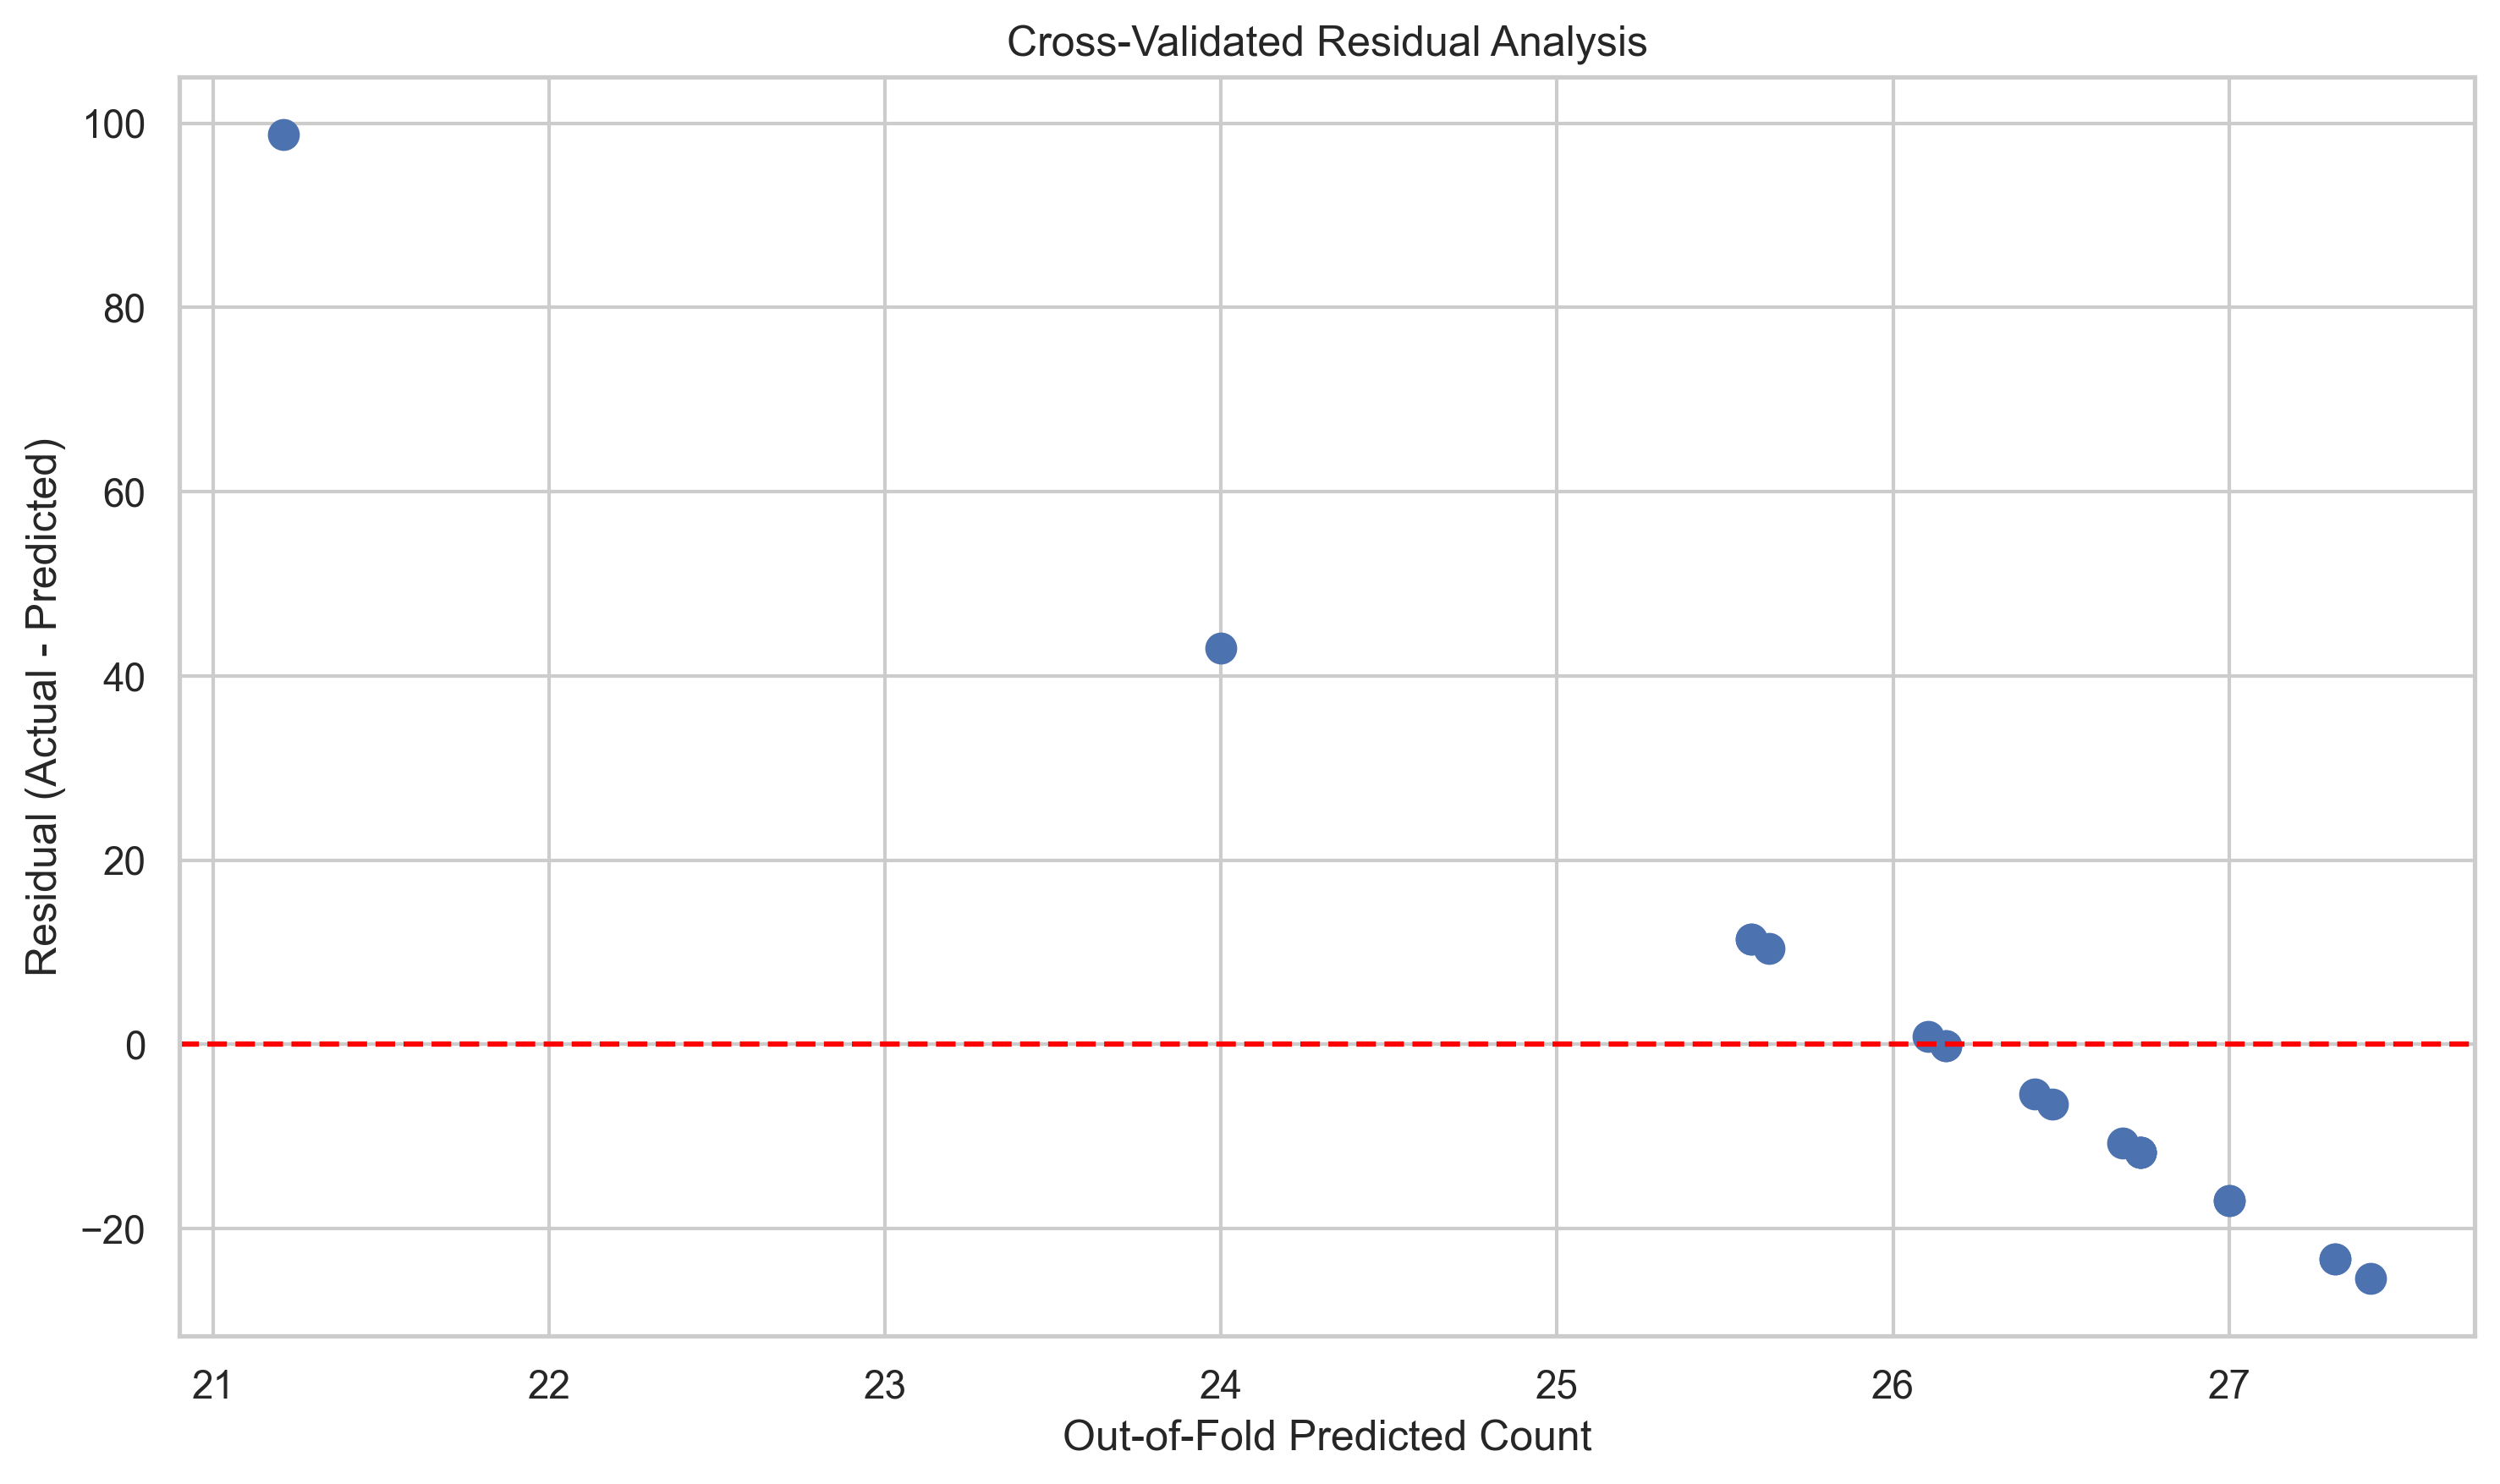 Cross-Validated Residual Analysis
Residual (Actual - Predicted)
100
80
60
40
20
0
−20
21 22 23 24 25 26 27
Out-of-Fold Predicted Count